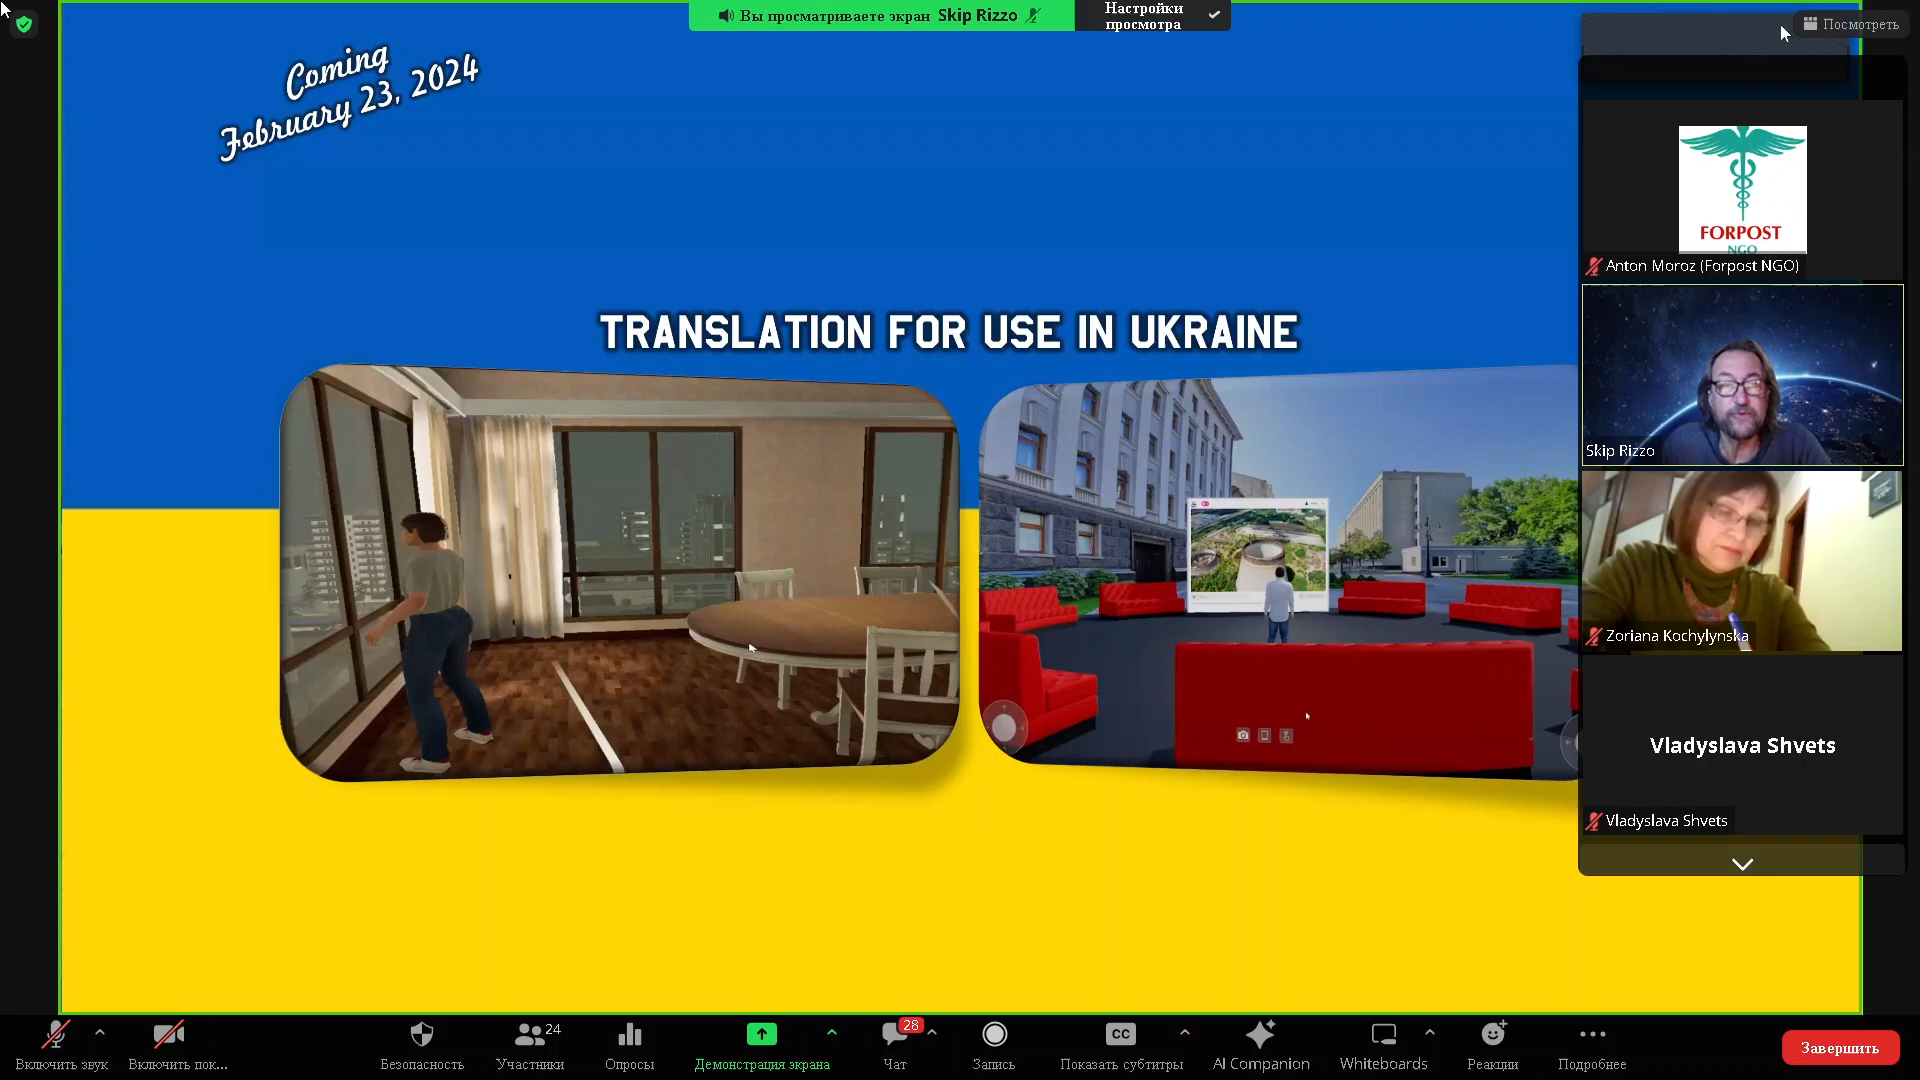 Вы просматриваете экран Skip Rizzo
Настройки
просмотра
Посмотреть
Coming
February 23, 2024
TRANSLATION FOR USE IN UKRAINE
FORPOST
NGO
Anton Moroz (Forpost NGO)
Skip Rizzo
Zoriana Kochylynska
Vladyslava Shvets
Vladyslava Shvets
Включить звук
Включить пок...
Безопасность
Участники
24
Опросы
Демонстрация экрана
Чат
28
Запись
CC
Показать субтитры
AI Companion
Whiteboards
Реакции
Подробнее
Завершить